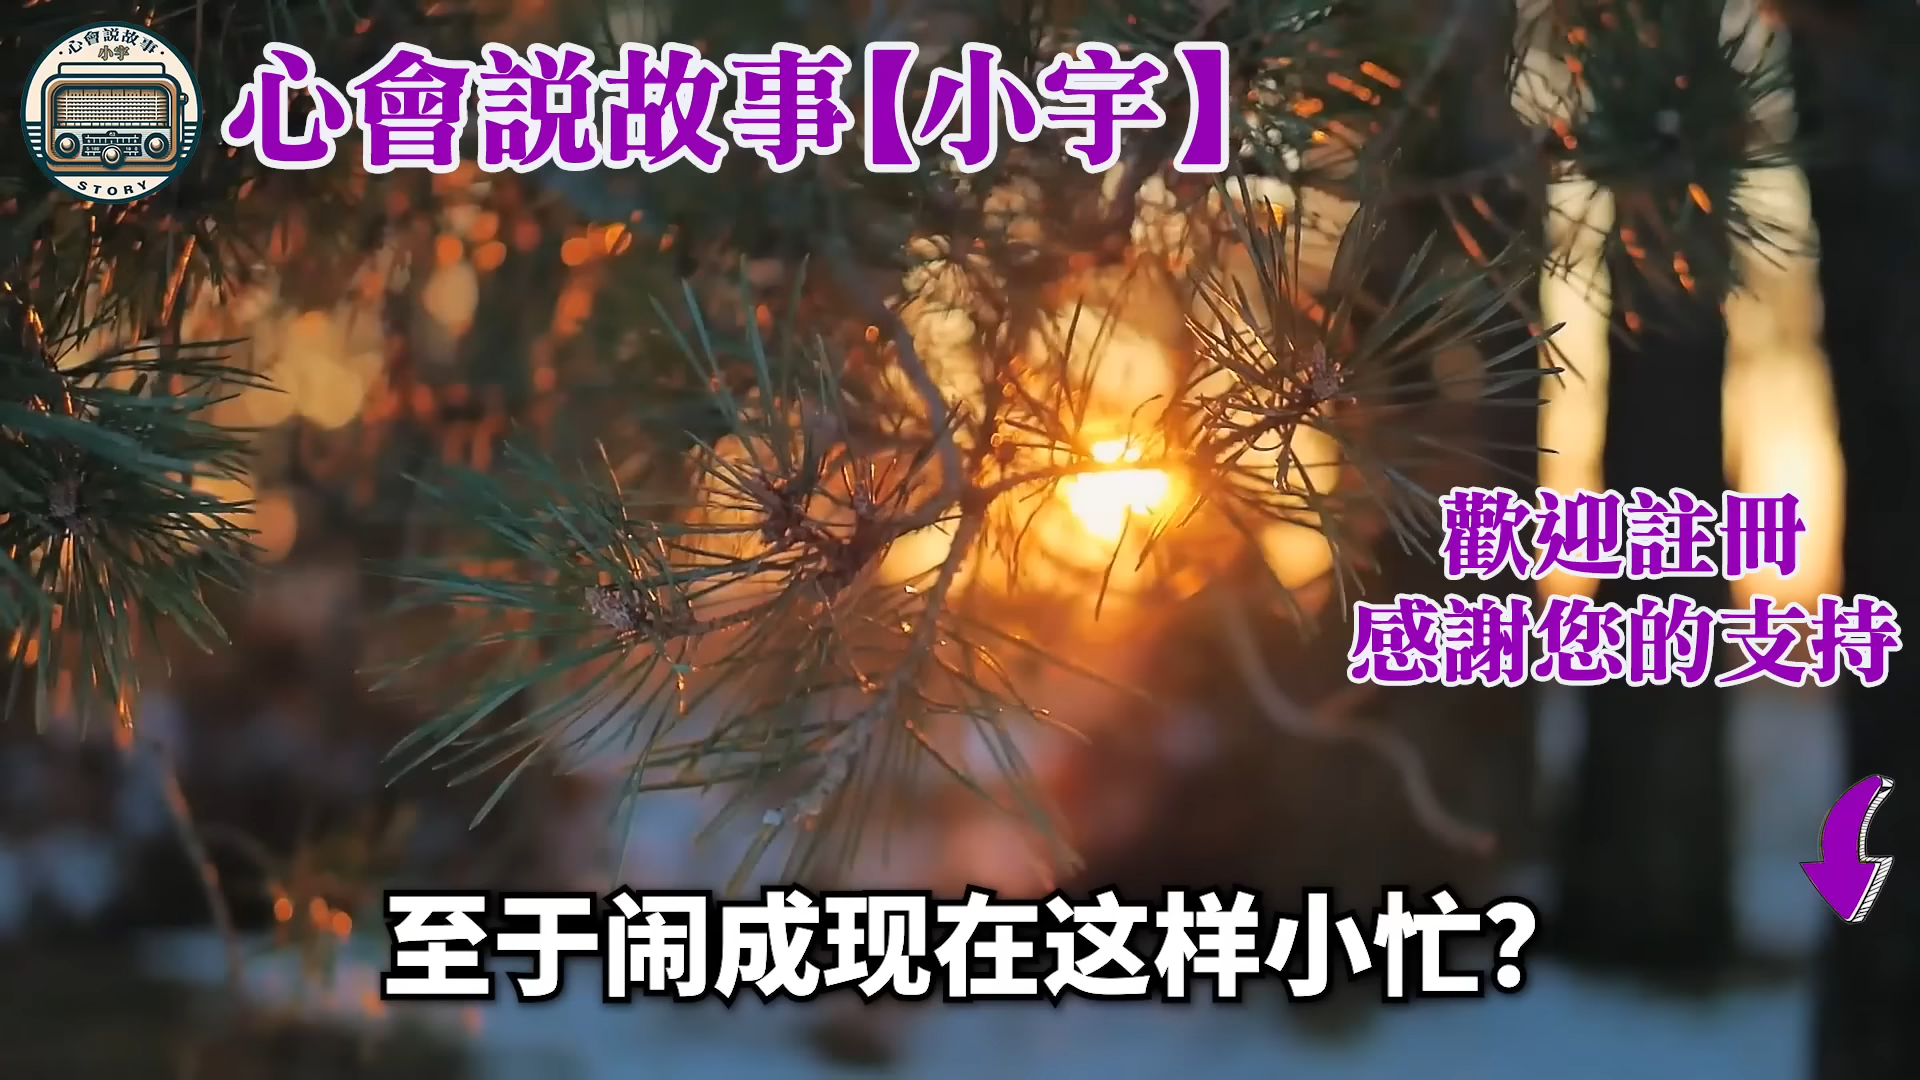 ·心會説故事·
小宇
STORY
心會説故事【小宇】
歡迎註冊
感謝您的支持
至于闹成现在这样小忙?